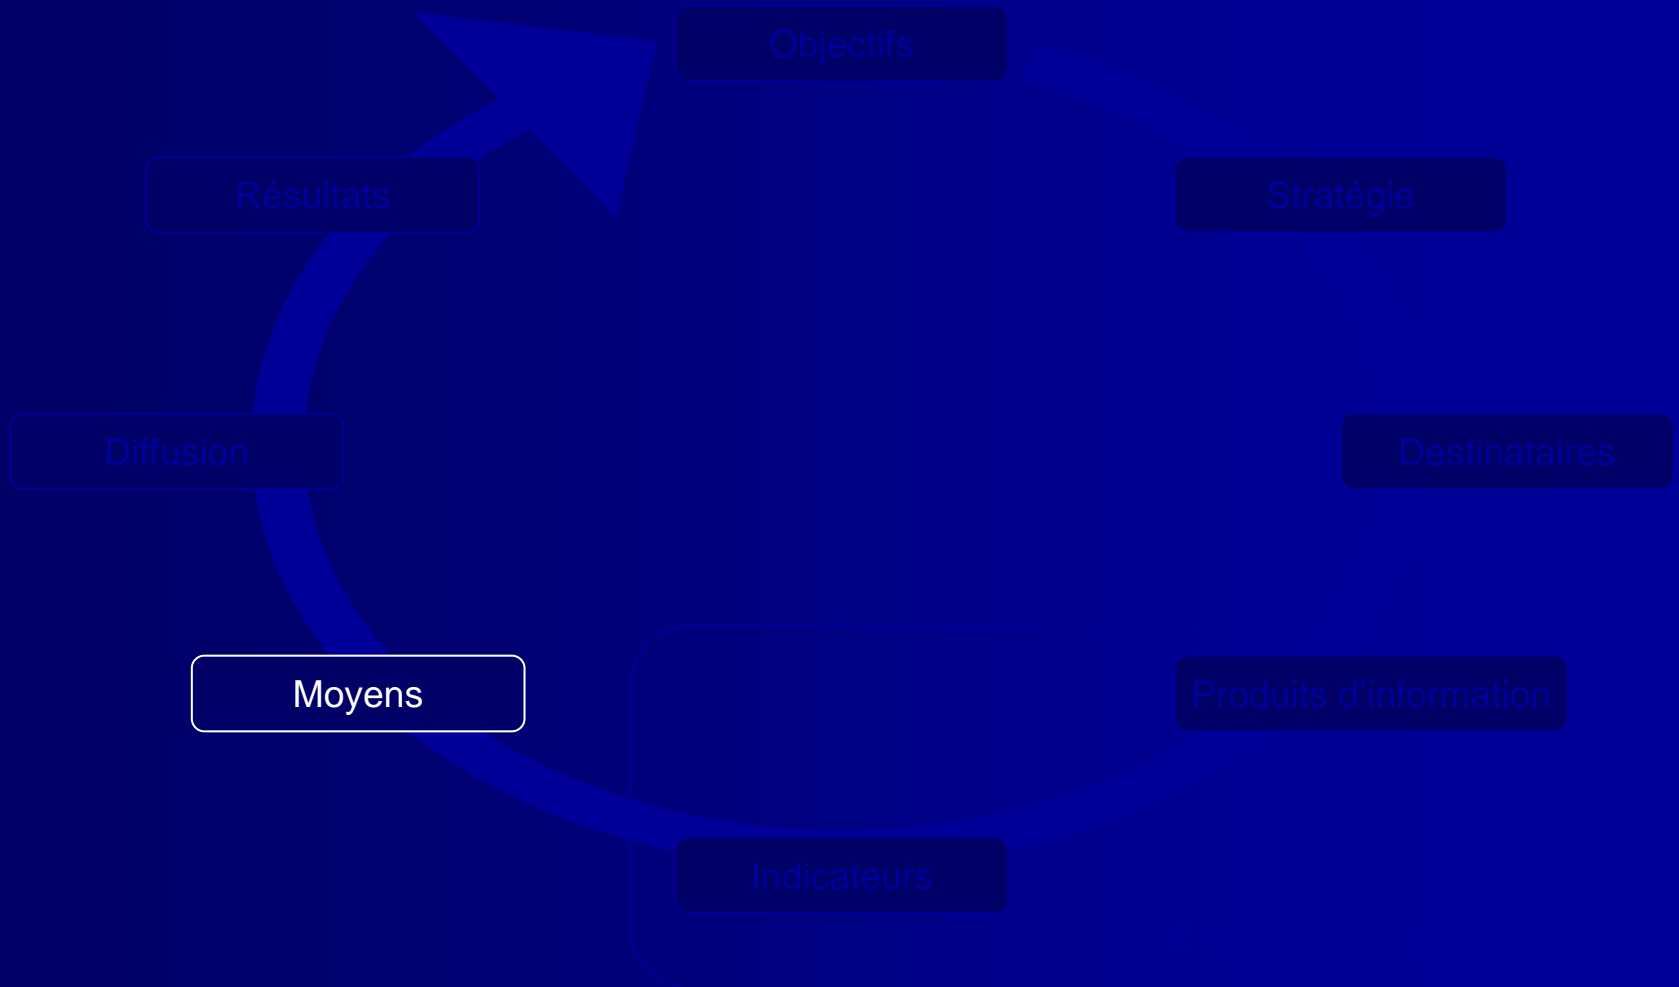 Objectifs
Résultats
Stratégie
Diffusion
Destinataires
Moyens
Produits d'information
Indicateurs